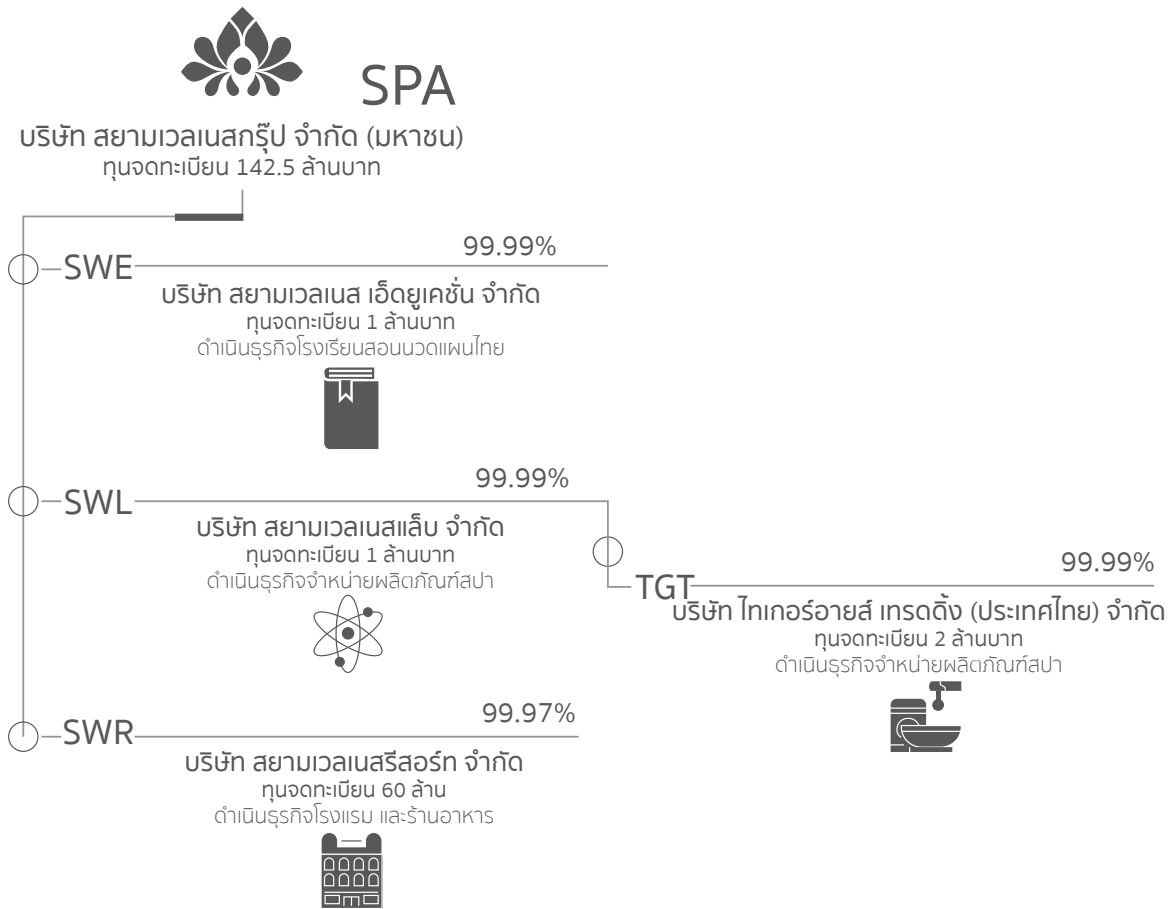 SPA
บริษัท สยามเวลเนสกรุ๊ป จำกัด (มหาชน)
ทุนจดทะเบียน 142.5 ล้านบาท
99.99%
SWE
บริษัท สยามเวลเนส เอ็ดยูเคชั่น จำกัด
ทุนจดทะเบียน 1 ล้านบาท
ดำเนินธุรกิจโรงเรียนสอนนวดแผนไทย
99.99%
SWL
บริษัท สยามเวลเนสแล็บ จำกัด
ทุนจดทะเบียน 1 ล้านบาท
ดำเนินธุรกิจจำหน่ายผลิตภัณฑ์สปา
99.99%
TGT
บริษัท ไทเกอร์อายส์ เทรดดิ้ง (ประเทศไทย) จำกัด
ทุนจดทะเบียน 2 ล้านบาท
ดำเนินธุรกิจจำหน่ายผลิตภัณฑ์สปา
99.97%
SWR
บริษัท สยามเวลเนสรีสอร์ท จำกัด
ทุนจดทะเบียน 60 ล้าน
ดำเนินธุรกิจโรงแรม และร้านอาหาร